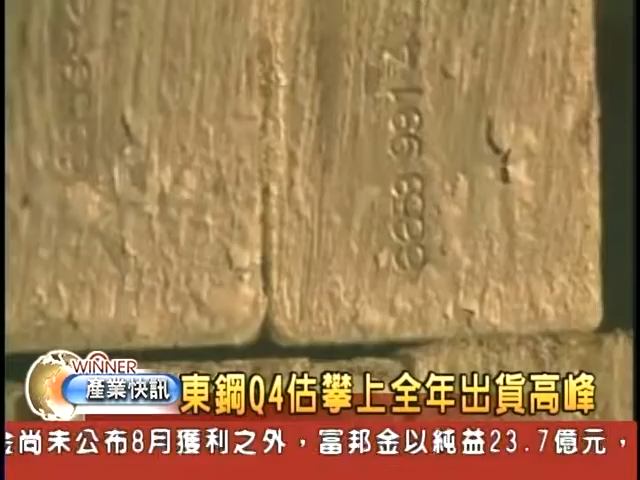 WINNER
產業快訊
東鋼Q4估攀上全年出貨高峰
金尚未公布8月獲利之外，富邦金以純益23.7億元，